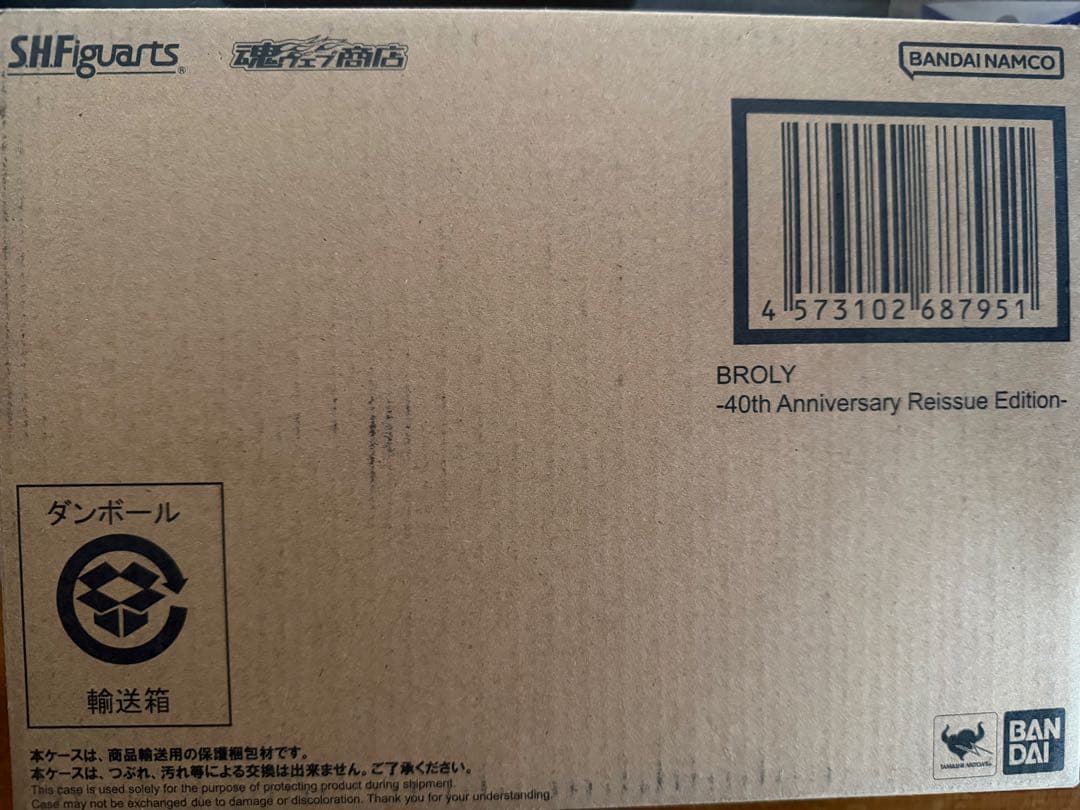 S.H.Figuarts®
魂ウェブ商店
BANDAI NAMCO
4 573102 687951
BROLY
-40th Anniversary Reissue Edition-
ダンボール
輸送箱
本ケースは、商品輸送用の保護梱包材です。
本ケースは、つぶれ、汚れ等による交換は出来ません。ご了承ください。
This case is used solely for the purpose of protecting product during shipment.
Case may not be exchanged due to damage or discoloration. Thank you for your understanding.
TAMASHII NATIONS
BAN
DAI